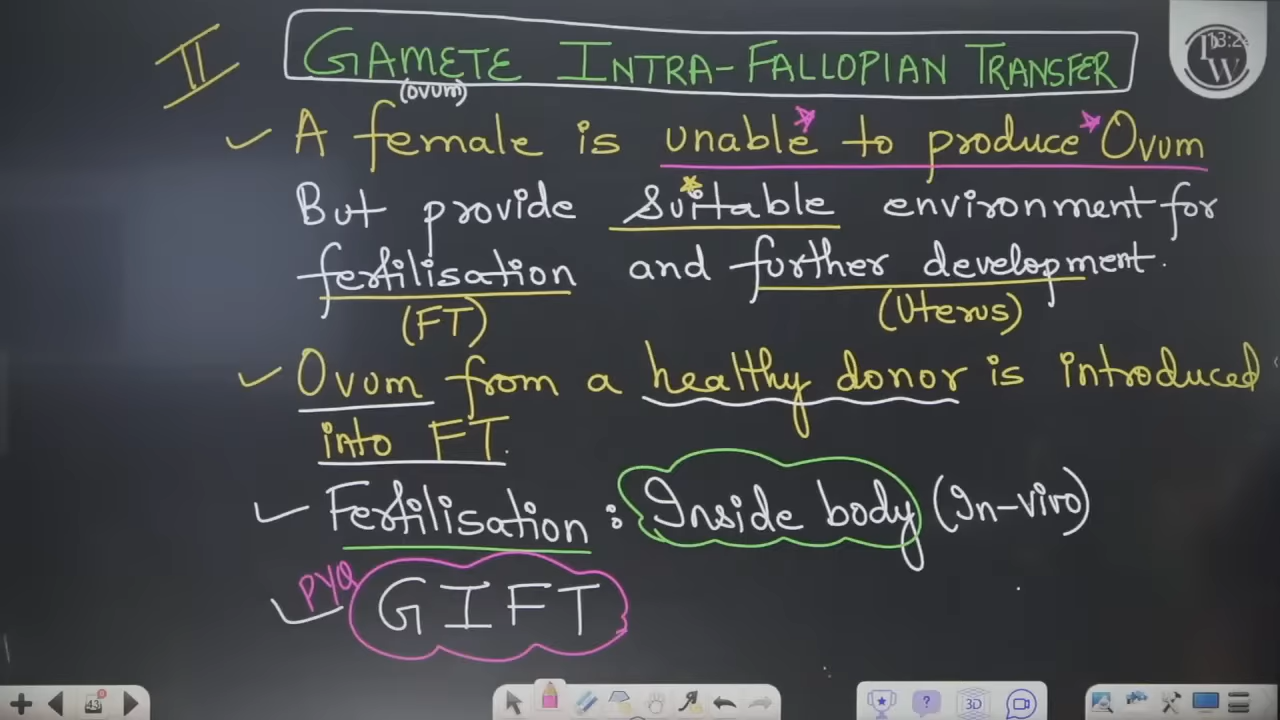 II GAMETE INTRA-FALLOPIAN TRANSFER
(ovum)
A female is unable to produce Ovum
But provide suitable environment for
fertilisation and further development.
(FT) (Uterus)
Ovum from a healthy donor is introduced
into FT.
Fertilisation : Inside body (In-vivo)
PYQ GIFT
43
3D